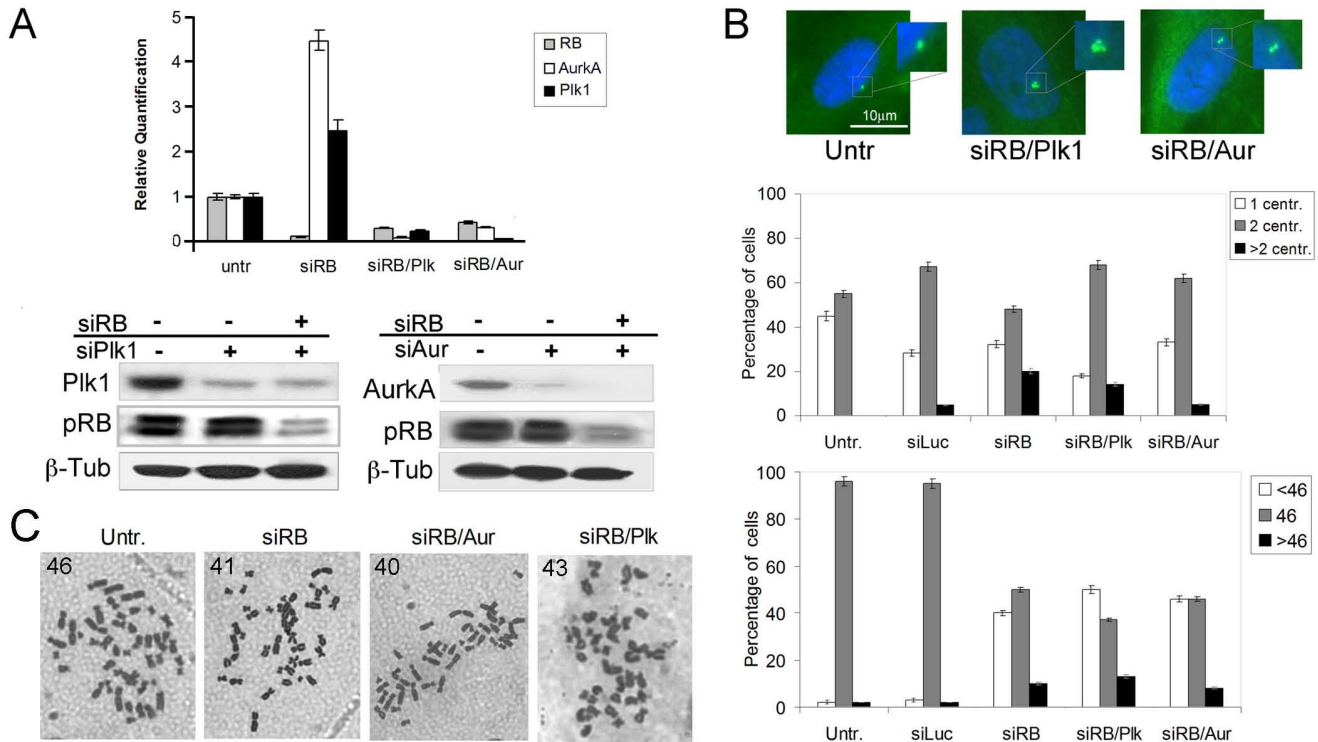 A
Relative Quantification
5
4
3
2
1
0
untr siRB siRB/Plk siRB/Aur
RB
AurkA
Plk1
siRB - - +
siPlk1 - + +
Plk1
pRB
β-Tub
siRB - - +
siAur - + +
AurkA
pRB
β-Tub
B
10μm
Untr siRB/Plk1 siRB/Aur
Percentage of cells
100
80
60
40
20
0
Untr. siLuc siRB siRB/Plk siRB/Aur
1 centr.
2 centr.
>2 centr.
Percentage of cells
100
80
60
40
20
0
Untr. siLuc siRB siRB/Plk siRB/Aur
<46
46
>46
C
Untr. siRB siRB/Aur siRB/Plk
46 41 40 43